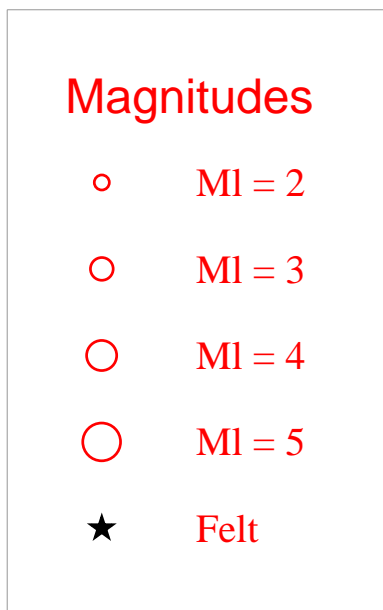 Magnitudes
Ml = 2
Ml = 3
Ml = 4
Ml = 5
Felt